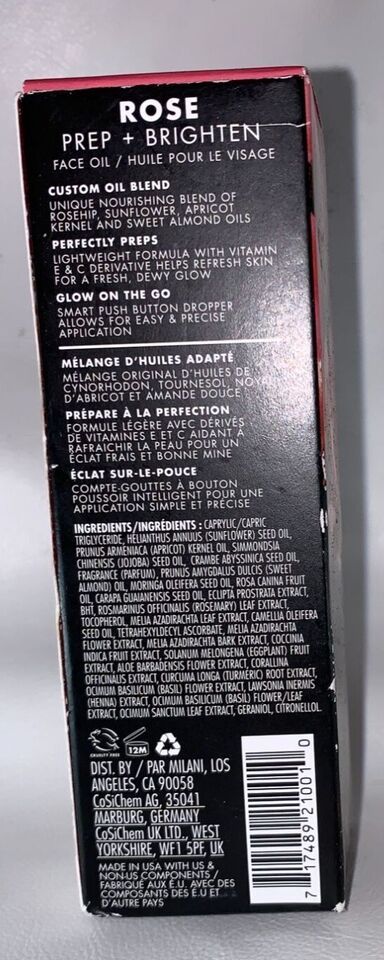 ROSE
PREP + BRIGHTEN
FACE OIL / HUILE POUR LE VISAGE
CUSTOM OIL BLEND
UNIQUE NOURISHING BLEND OF
ROSEHIP, SUNFLOWER, APRICOT
KERNEL AND SWEET ALMOND OILS
PERFECTLY PREPS
LIGHTWEIGHT FORMULA WITH VITAMIN
E & C DERIVATIVE HELPS REFRESH SKIN
FOR A FRESH, DEWY GLOW
GLOW ON THE GO
SMART PUSH BUTTON DROPPER
ALLOWS FOR EASY & PRECISE
APPLICATION
MÉLANGE D'HUILES ADAPTÉ
MÉLANGE ORIGINAL D'HUILES DE
CYNORHODON, TOURNESOL, NOYAU
D'ABRICOT ET AMANDE DOUCE
PRÉPARE À LA PERFECTION
FORMULE LÉGÈRE AVEC DÉRIVÉS
DE VITAMINES E ET C AIDANT À
RAFRAICHIR LA PEAU POUR UN
ÉCLAT FRAIS ET BONNE MINE
ÉCLAT SUR-LE-POUCE
COMPTE-GOUTTES À BOUTON
POUSSOIR INTELLIGENT POUR UNE
APPLICATION SIMPLE ET PRÉCISE
INGREDIENTS/INGRÉDIENTS: CAPRYLIC/CAPRIC
TRIGLYCERIDE, HELIANTHUS ANNUUS (SUNFLOWER) SEED OIL,
PRUNUS ARMENIACA (APRICOT) KERNEL OIL, SIMMONDSIA
CHINENSIS (JOJOBA) SEED OIL, CRAMBE ABYSSINICA SEED OIL,
FRAGRANCE (PARFUM), PRUNUS AMYGDALUS DULCIS (SWEET
ALMOND) OIL, MORINGA OLEIFERA SEED OIL, ROSA CANINA FRUIT
OIL, CARAPA GUAIANENSIS SEED OIL, ECLIPTA PROSTRATA EXTRACT,
BHT, ROSMARINUS OFFICINALIS (ROSEMARY) LEAF EXTRACT,
TOCOPHEROL, MELIA AZADIRACHTA LEAF EXTRACT, CAMELLIA OLEIFERA
SEED OIL, TETRAHEXYLDECYL ASCORBATE, MELIA AZADIRACHTA
FLOWER EXTRACT, MELIA AZADIRACHTA BARK EXTRACT, COCCINIA
INDICA FRUIT EXTRACT, SOLANUM MELONGENA (EGGPLANT) FRUIT
EXTRACT, ALOE BARBADENSIS FLOWER EXTRACT, CORALLINA
OFFICINALIS EXTRACT, CURCUMA LONGA (TURMERIC) ROOT EXTRACT,
OCIMUM BASILICUM (BASIL) FLOWER EXTRACT, LAWSONIA INERMIS
(HENNA) EXTRACT, OCIMUM BASILICUM (BASIL) FLOWER/LEAF
EXTRACT, OCIMUM SANCTUM LEAF EXTRACT, GERANIOL, CITRONELLOL.
CRUELTY FREE
12M
DIST. BY / PAR MILANI, LOS
ANGELES, CA 90058
CoSiChem AG, 35041
MARBURG, GERMANY
CoSiChem UK LTD., WEST
YORKSHIRE, WF1 5PF, UK
MADE IN USA WITH US &
NON-US COMPONENTS /
FABRIQUÉ AUX É.U AVEC DES
COMPOSANTS DES É.U ET
D'AUTRE PAYS
7 17489 21001 0